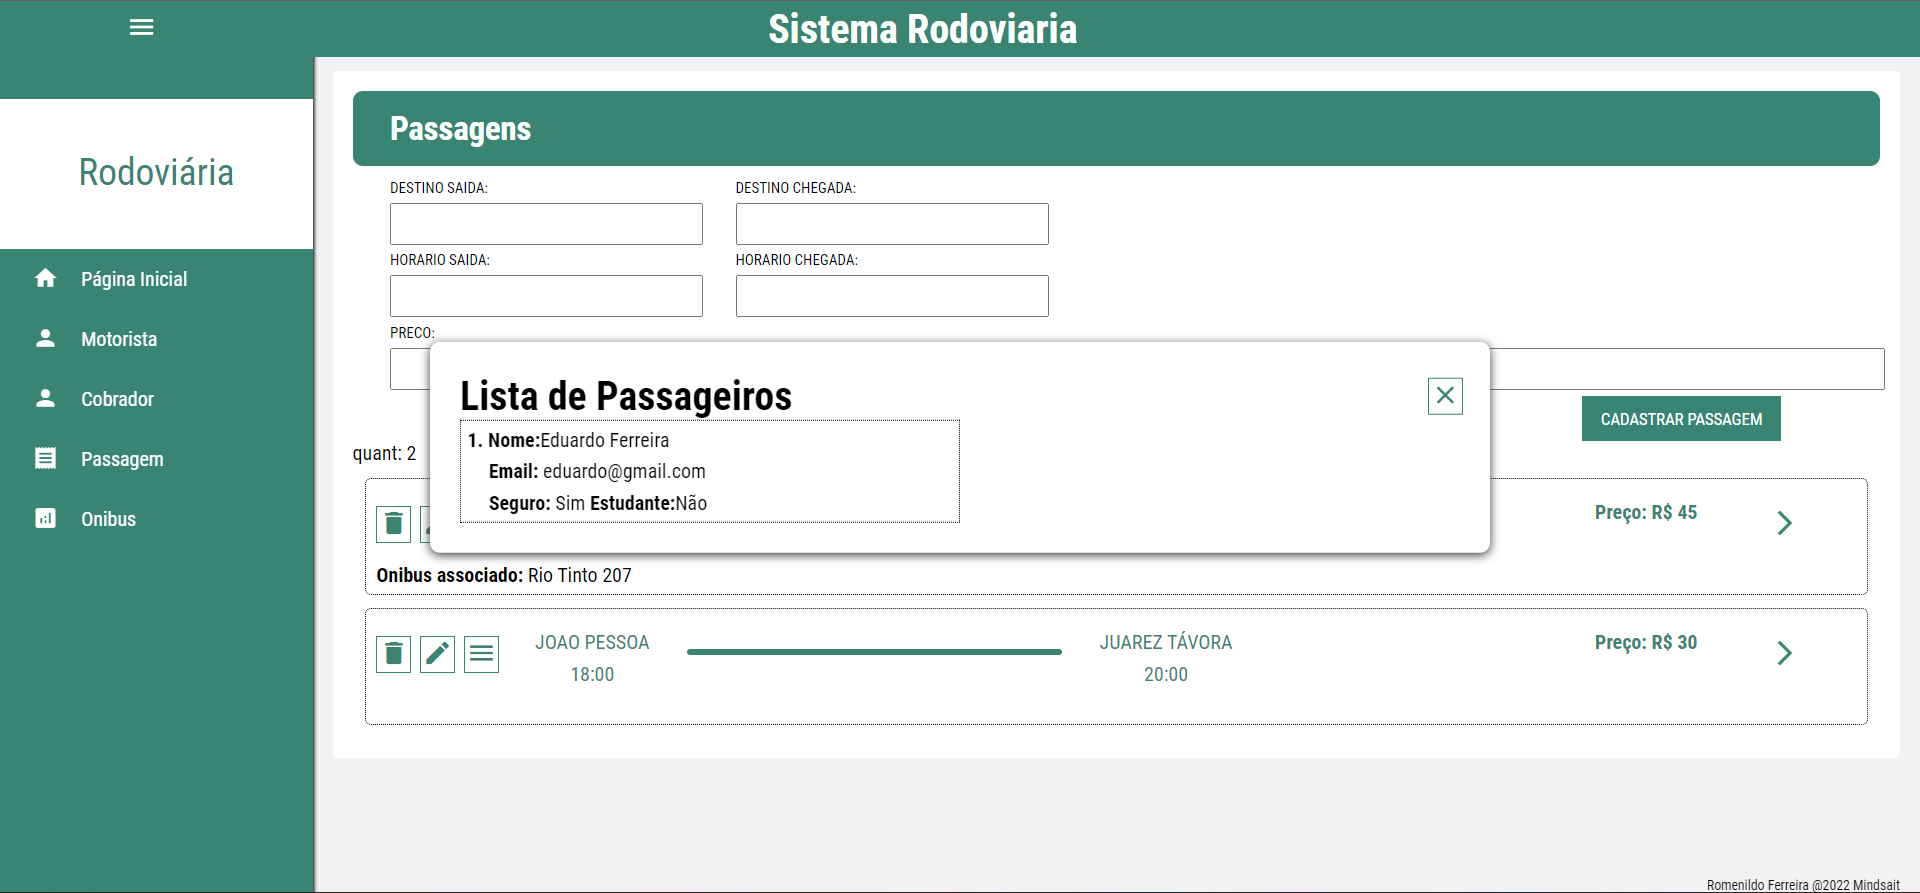 Sistema Rodoviaria
Rodoviária
Página Inicial
Motorista
Cobrador
Passagem
Onibus
Passagens
DESTINO SAIDA:
DESTINO CHEGADA:
HORARIO SAIDA:
HORARIO CHEGADA:
PRECO:
Lista de Passageiros
1. Nome:Eduardo Ferreira
Email: eduardo@gmail.com
Seguro: Sim Estudante:Não
CADASTRAR PASSAGEM
quant: 2
Preço: R$ 45
Onibus associado: Rio Tinto 207
JOAO PESSOA
18:00
JUAREZ TÁVORA
20:00
Preço: R$ 30
Romenildo Ferreira @2022 Mindsait